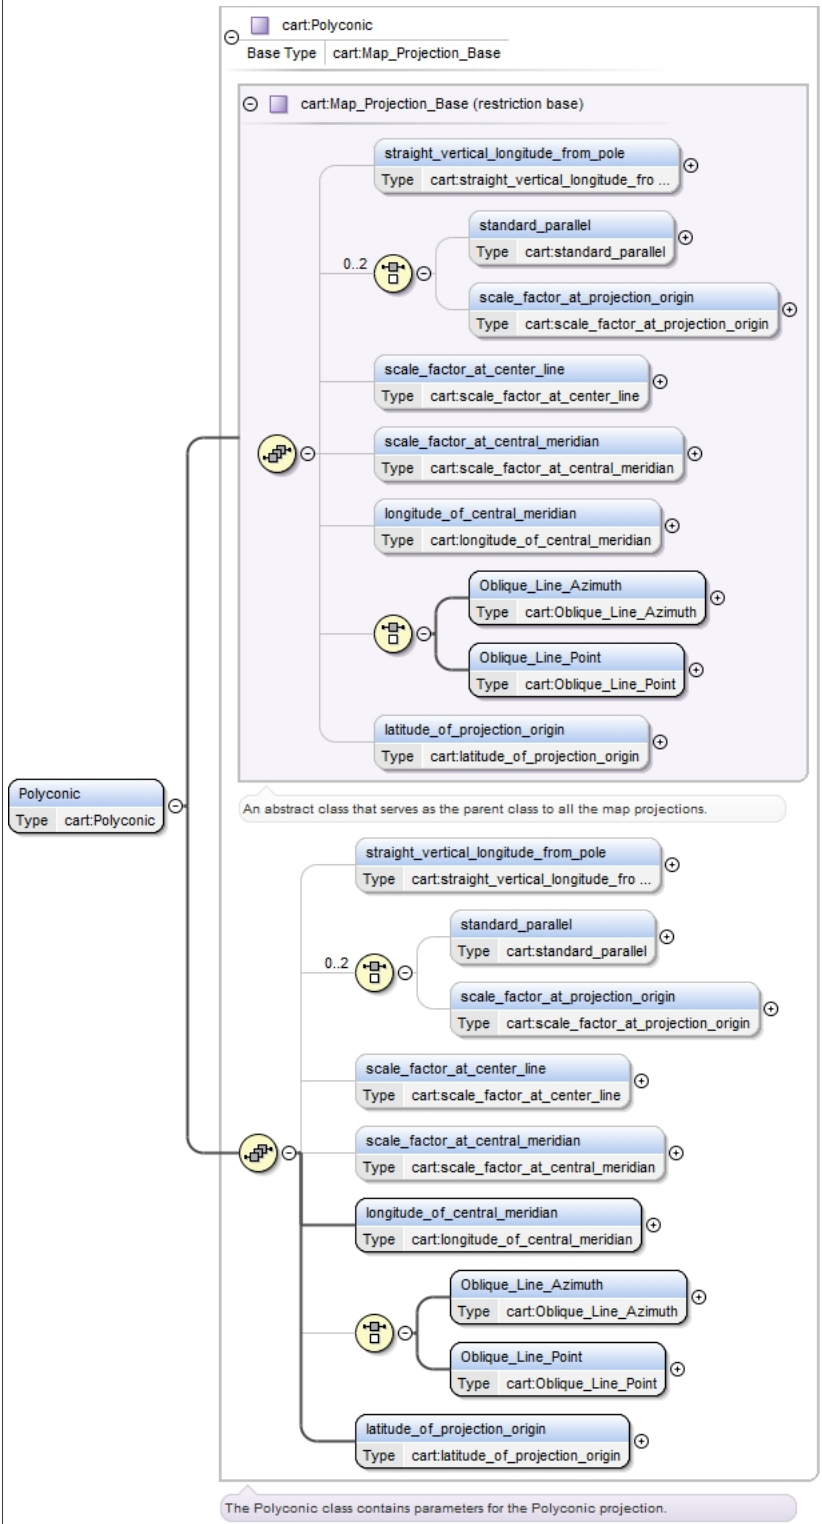 cart:Polyconic
Base Type cart:Map_Projection_Base
cart:Map_Projection_Base (restriction base)
straight_vertical_longitude_from_pole
Type cart:straight_vertical_longitude_fro ...
standard_parallel
Type cart:standard_parallel
0..2
scale_factor_at_projection_origin
Type cart:scale_factor_at_projection_origin
scale_factor_at_center_line
Type cart:scale_factor_at_center_line
scale_factor_at_central_meridian
Type cart:scale_factor_at_central_meridian
longitude_of_central_meridian
Type cart:longitude_of_central_meridian
Oblique_Line_Azimuth
Type cart:Oblique_Line_Azimuth
Oblique_Line_Point
Type cart:Oblique_Line_Point
latitude_of_projection_origin
Type cart:latitude_of_projection_origin
Polyconic
Type cart:Polyconic
An abstract class that serves as the parent class to all the map projections.
straight_vertical_longitude_from_pole
Type cart:straight_vertical_longitude_fro ...
standard_parallel
Type cart:standard_parallel
0..2
scale_factor_at_projection_origin
Type cart:scale_factor_at_projection_origin
scale_factor_at_center_line
Type cart:scale_factor_at_center_line
scale_factor_at_central_meridian
Type cart:scale_factor_at_central_meridian
longitude_of_central_meridian
Type cart:longitude_of_central_meridian
Oblique_Line_Azimuth
Type cart:Oblique_Line_Azimuth
Oblique_Line_Point
Type cart:Oblique_Line_Point
latitude_of_projection_origin
Type cart:latitude_of_projection_origin
The Polyconic class contains parameters for the Polyconic projection.